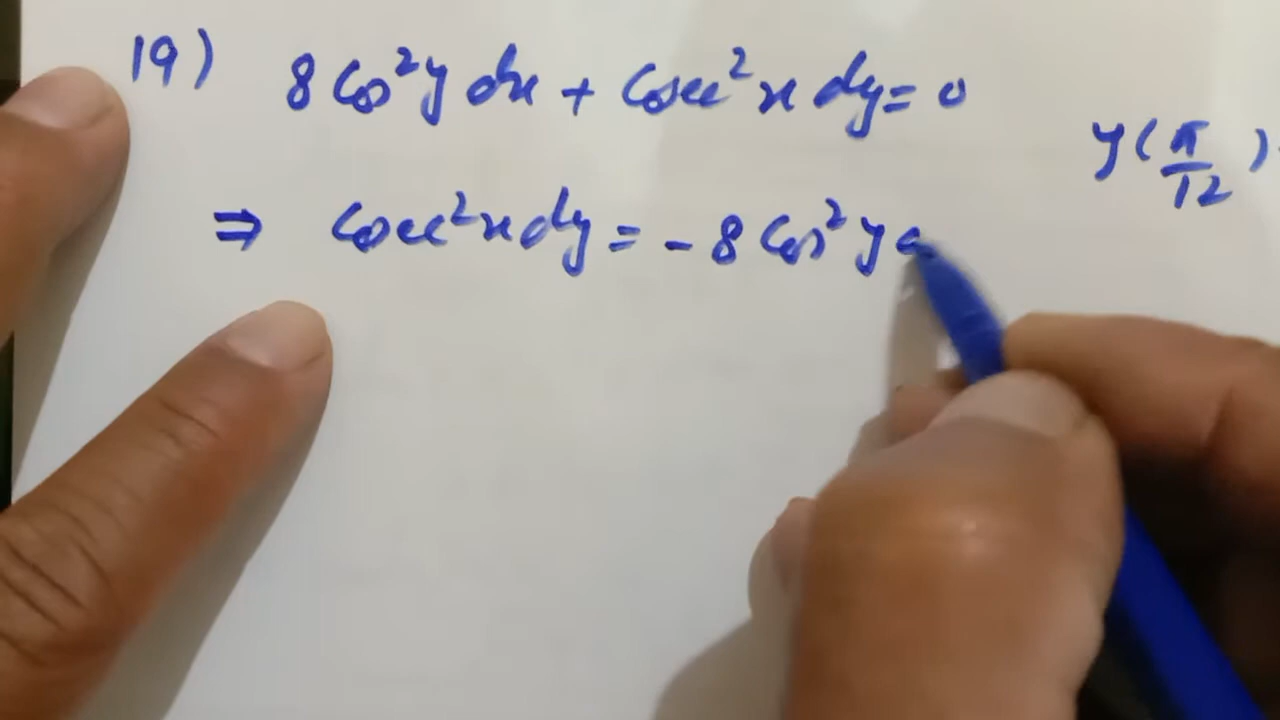 19) 8 cos²y dx + cosec²x dy = 0
y(π/12)
⇒ cosec²x dy = - 8 cos²y